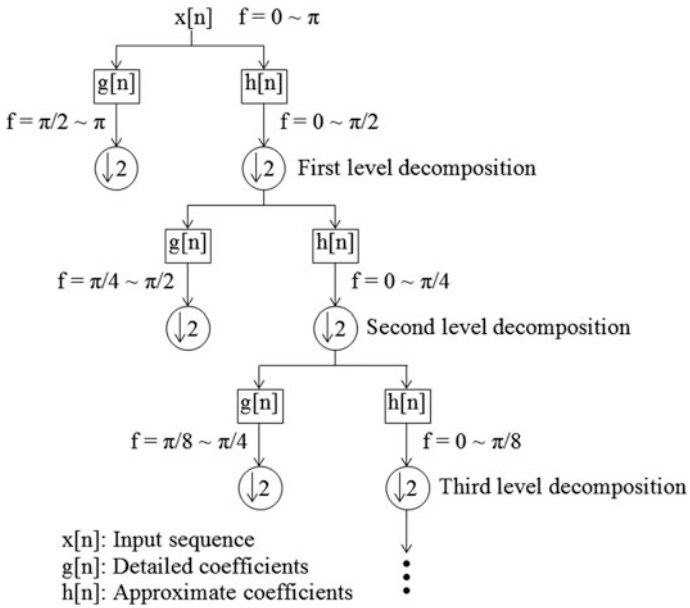 x[n] f = 0 ~ π
g[n] h[n]
f = π/2 ~ π f = 0 ~ π/2
↓2 ↓2 First level decomposition
g[n] h[n]
f = π/4 ~ π/2 f = 0 ~ π/4
↓2 ↓2 Second level decomposition
g[n] h[n]
f = π/8 ~ π/4 f = 0 ~ π/8
↓2 ↓2 Third level decomposition
x[n]: Input sequence
g[n]: Detailed coefficients
h[n]: Approximate coefficients